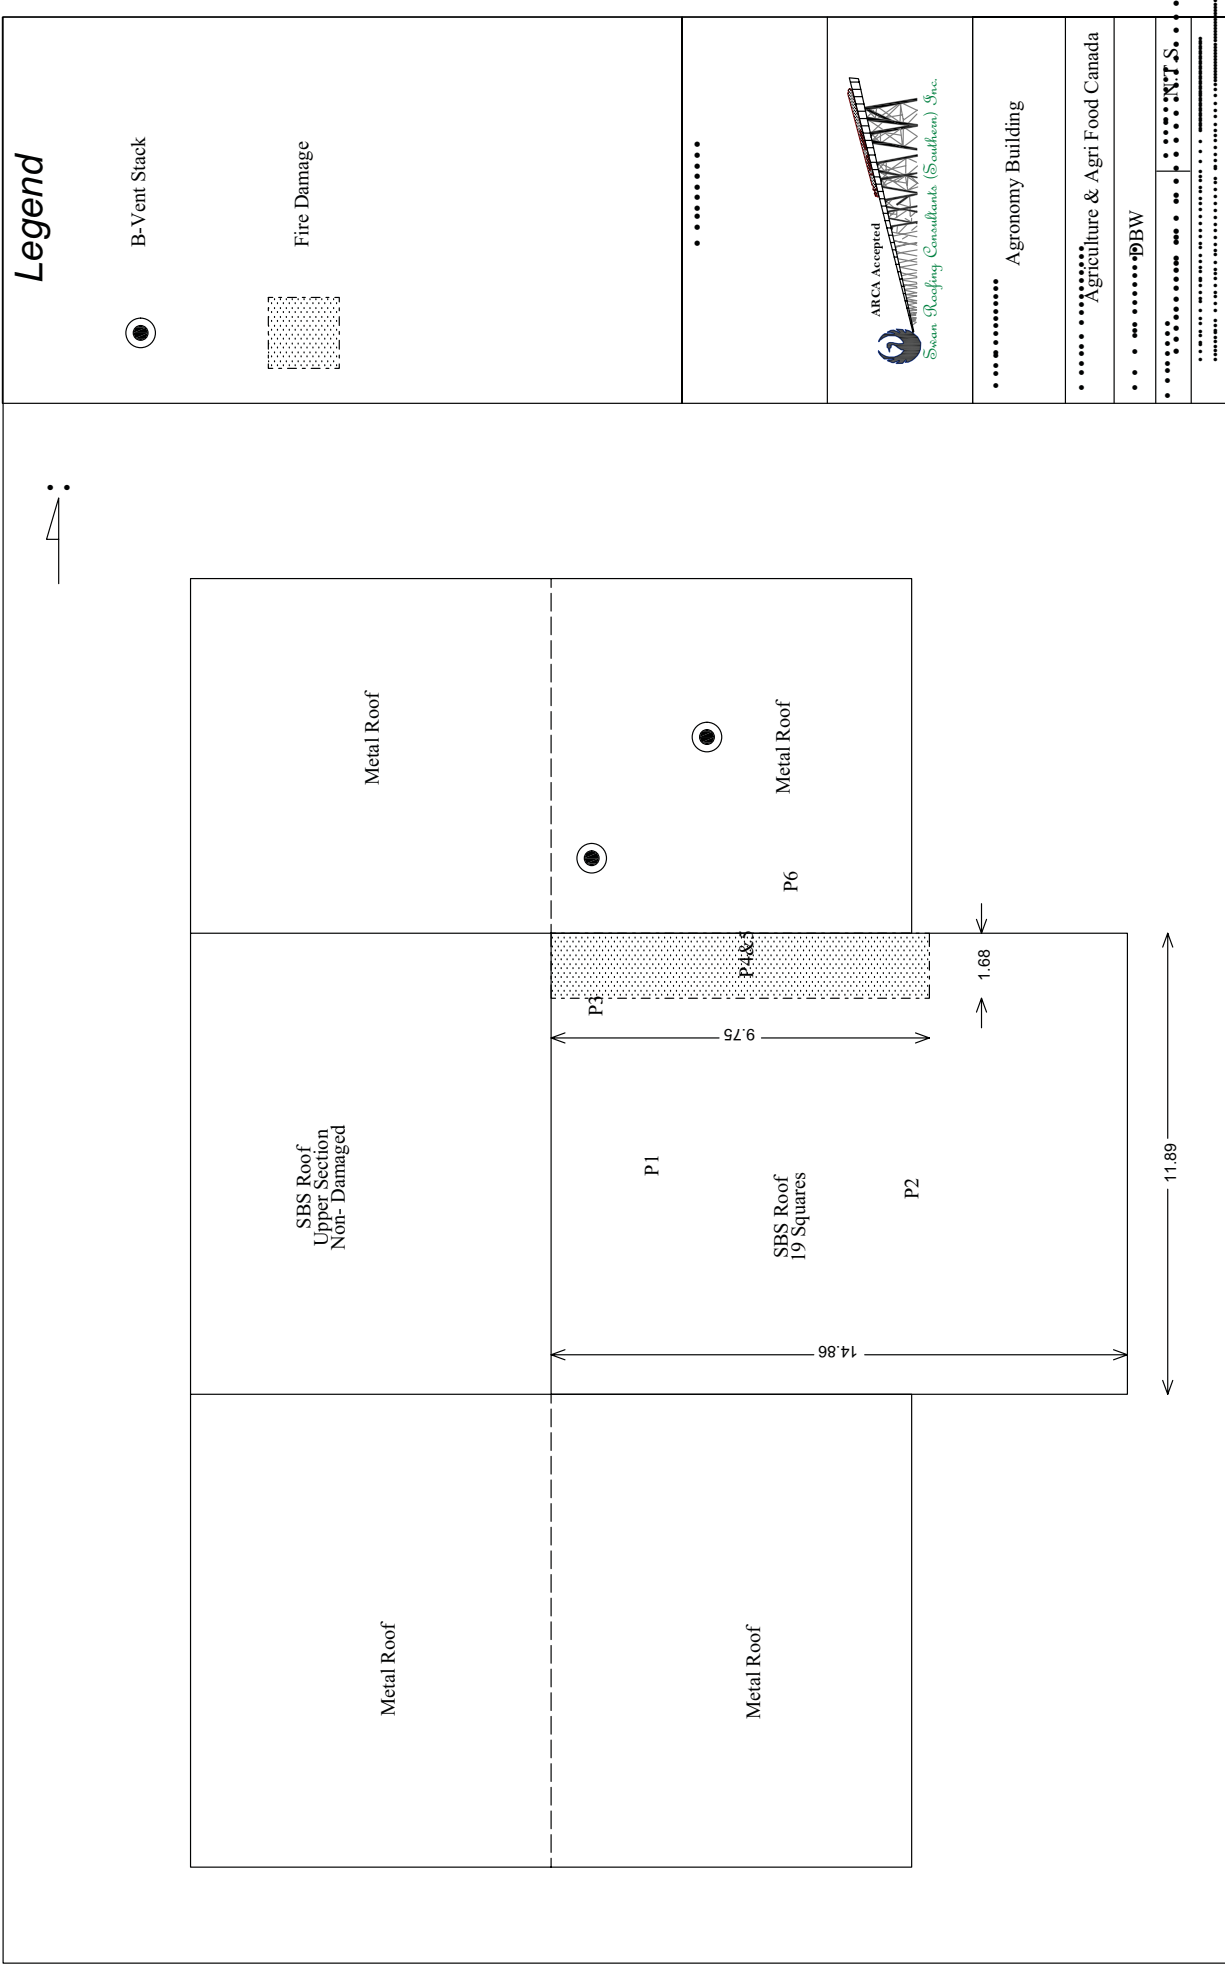 Legend
B-Vent Stack
Fire Damage
ARCA Accepted
Swan Roofing Consultants (Southern) Inc.
Agronomy Building
Agriculture & Agri Food Canada
DBW
N.T.S.
Metal Roof
SBS Roof
Upper Section
Non- Damaged
Metal Roof
Metal Roof
SBS Roof
19 Squares
Metal Roof
P1
P2
P3
P4&5
P6
14.86
9.75
1.68
11.89